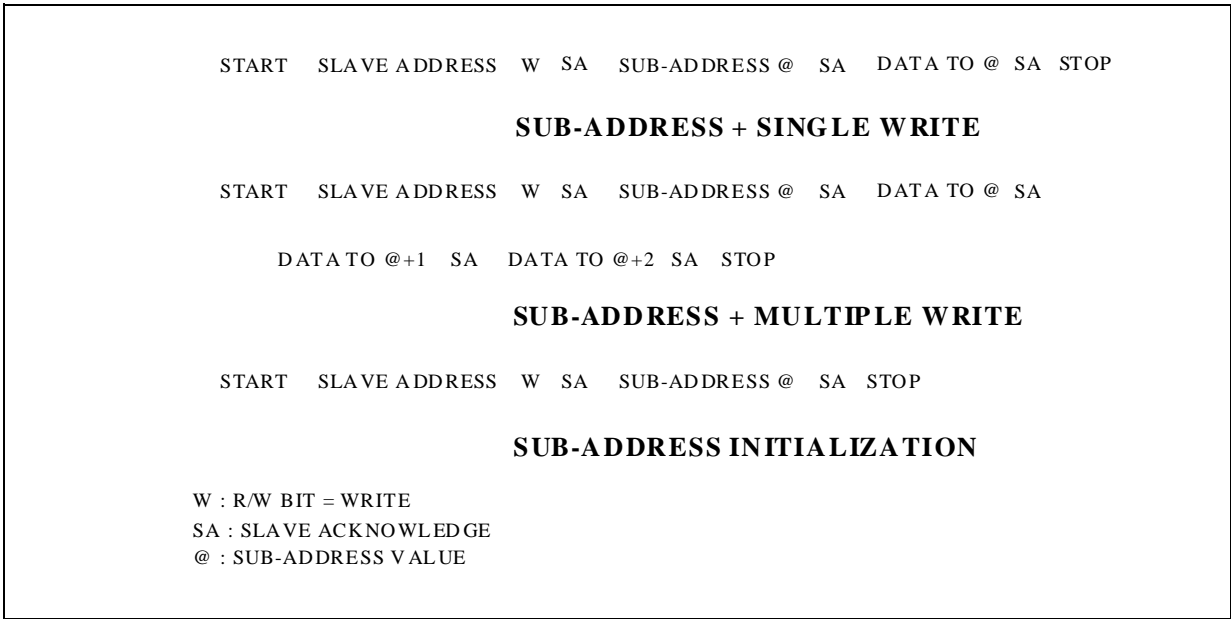 START SLAVE ADDRESS W SA SUB-ADDRESS @ SA DATA TO @ SA STOP
SUB-ADDRESS + SINGLE WRITE
START SLAVE ADDRESS W SA SUB-ADDRESS @ SA DATA TO @ SA
DATA TO @+1 SA DATA TO @+2 SA STOP
SUB-ADDRESS + MULTIPLE WRITE
START SLAVE ADDRESS W SA SUB-ADDRESS @ SA STOP
SUB-ADDRESS INITIALIZATION
W : R/W BIT = WRITE
SA : SLAVE ACKNOWLEDGE
@ : SUB-ADDRESS VALUE